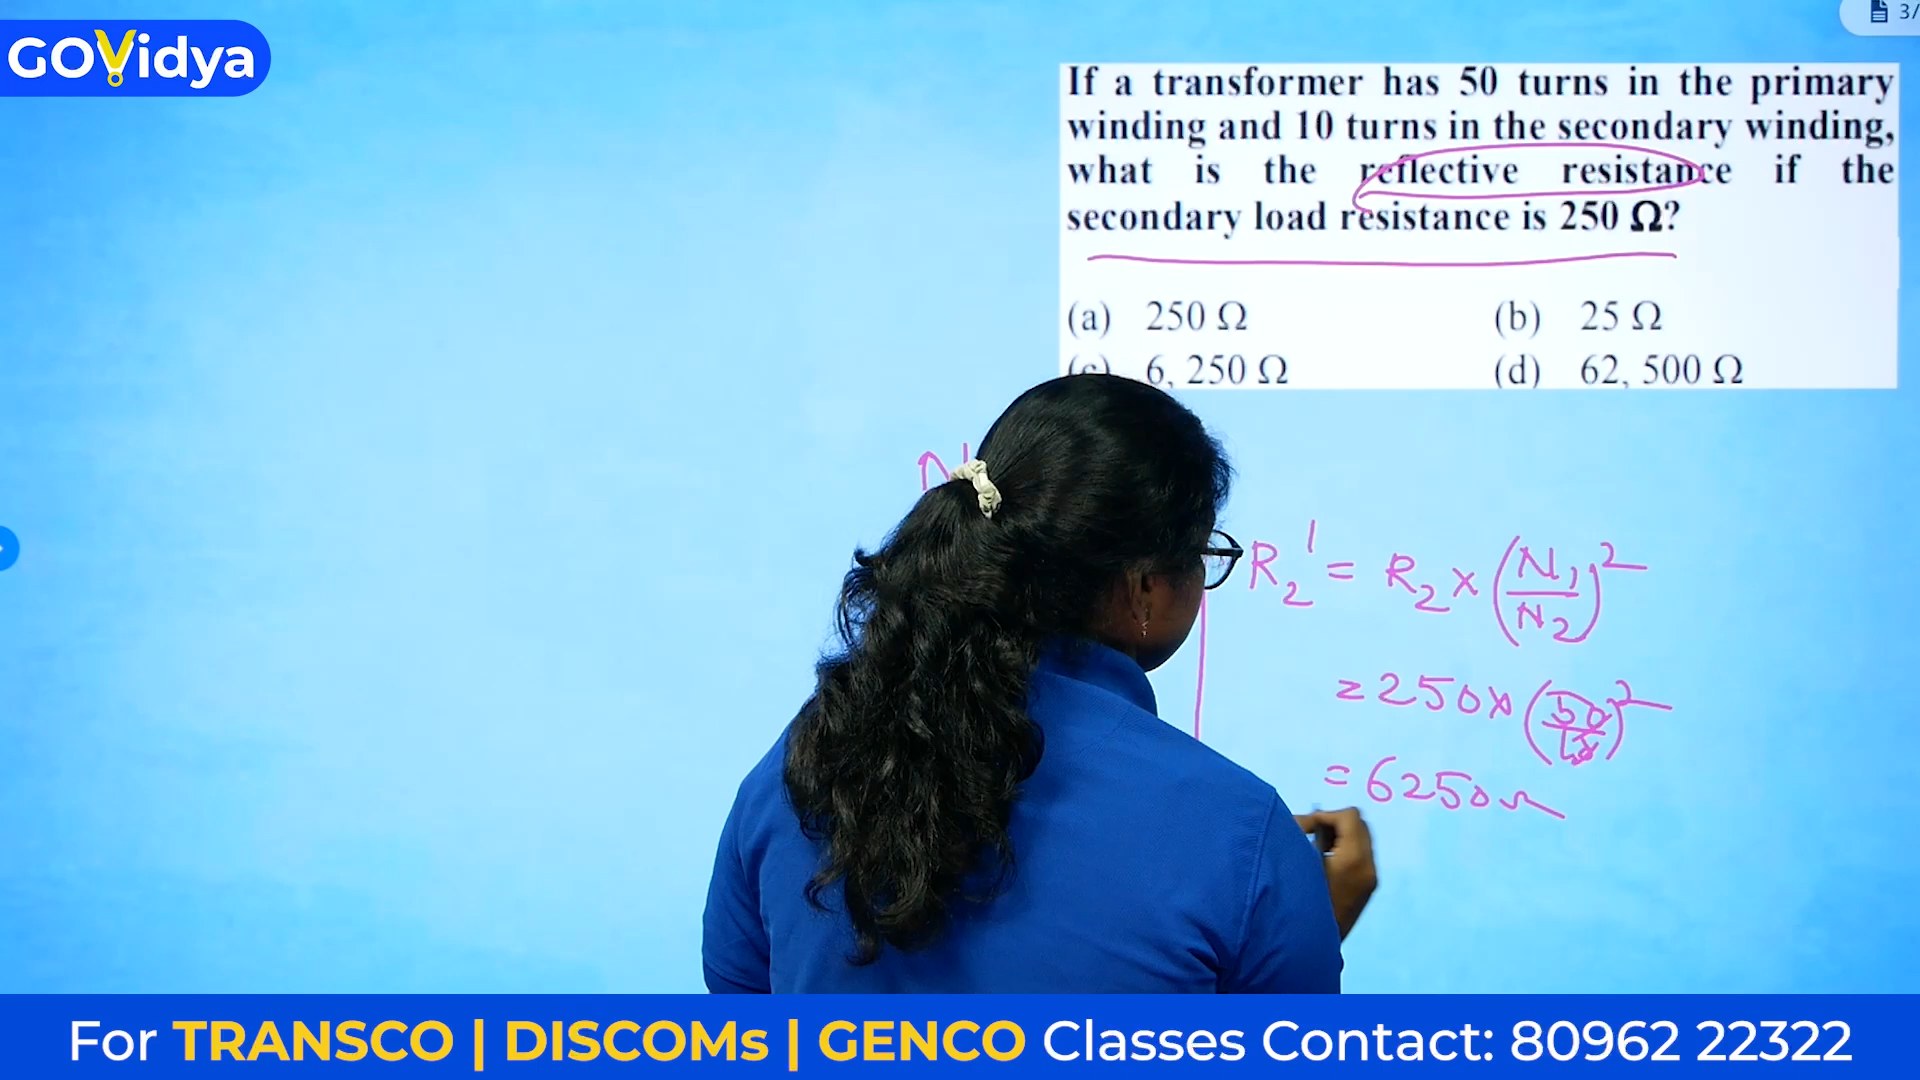 GOVidya
3/
If a transformer has 50 turns in the primary
winding and 10 turns in the secondary winding,
what is the reflective resistance if the
secondary load resistance is 250 Ω?
(a) 250 Ω (b) 25 Ω
(c) 6, 250 Ω (d) 62, 500 Ω
N
R₂' = R₂ × (N₁/N₂)²
= 250 × (50/10)²
= 6250 Ω
For TRANSCO | DISCOMs | GENCO Classes Contact: 80962 22322